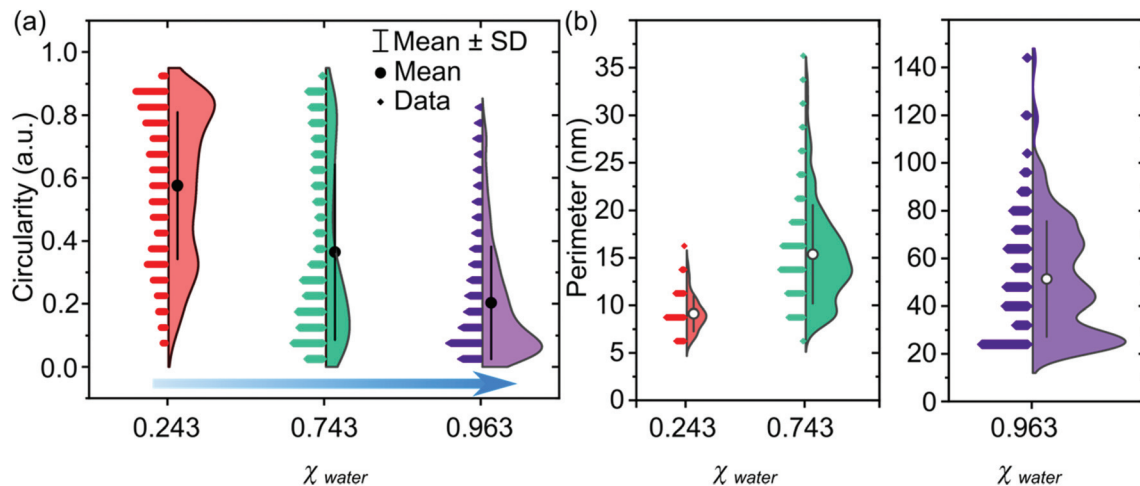 (a)
1.0
0.8
0.6
0.4
0.2
0.0
Circularity (a.u.)
Mean ± SD
Mean
Data
0.243 0.743 0.963
χ water
(b)
35
30
25
20
15
10
5
0
Perimeter (nm)
0.243 0.743
χ water
140
120
100
80
60
40
20
0
0.963
χ water